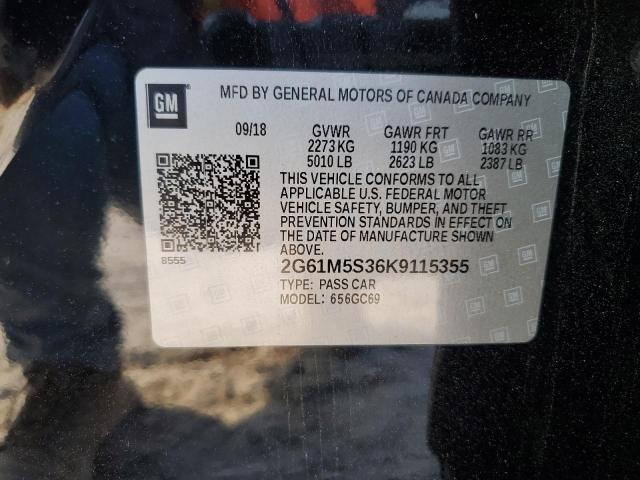 GM
MFD BY GENERAL MOTORS OF CANADA COMPANY
09/18 GVWR GAWR FRT GAWR RR
2273 KG 1190 KG 1083 KG
5010 LB 2623 LB 2387 LB
THIS VEHICLE CONFORMS TO ALL
APPLICABLE U.S. FEDERAL MOTOR
VEHICLE SAFETY, BUMPER, AND THEFT
PREVENTION STANDARDS IN EFFECT ON
THE DATE OF MANUFACTURE SHOWN
ABOVE.
8555
2G61M5S36K9115355
TYPE: PASS CAR
MODEL: 656GC69